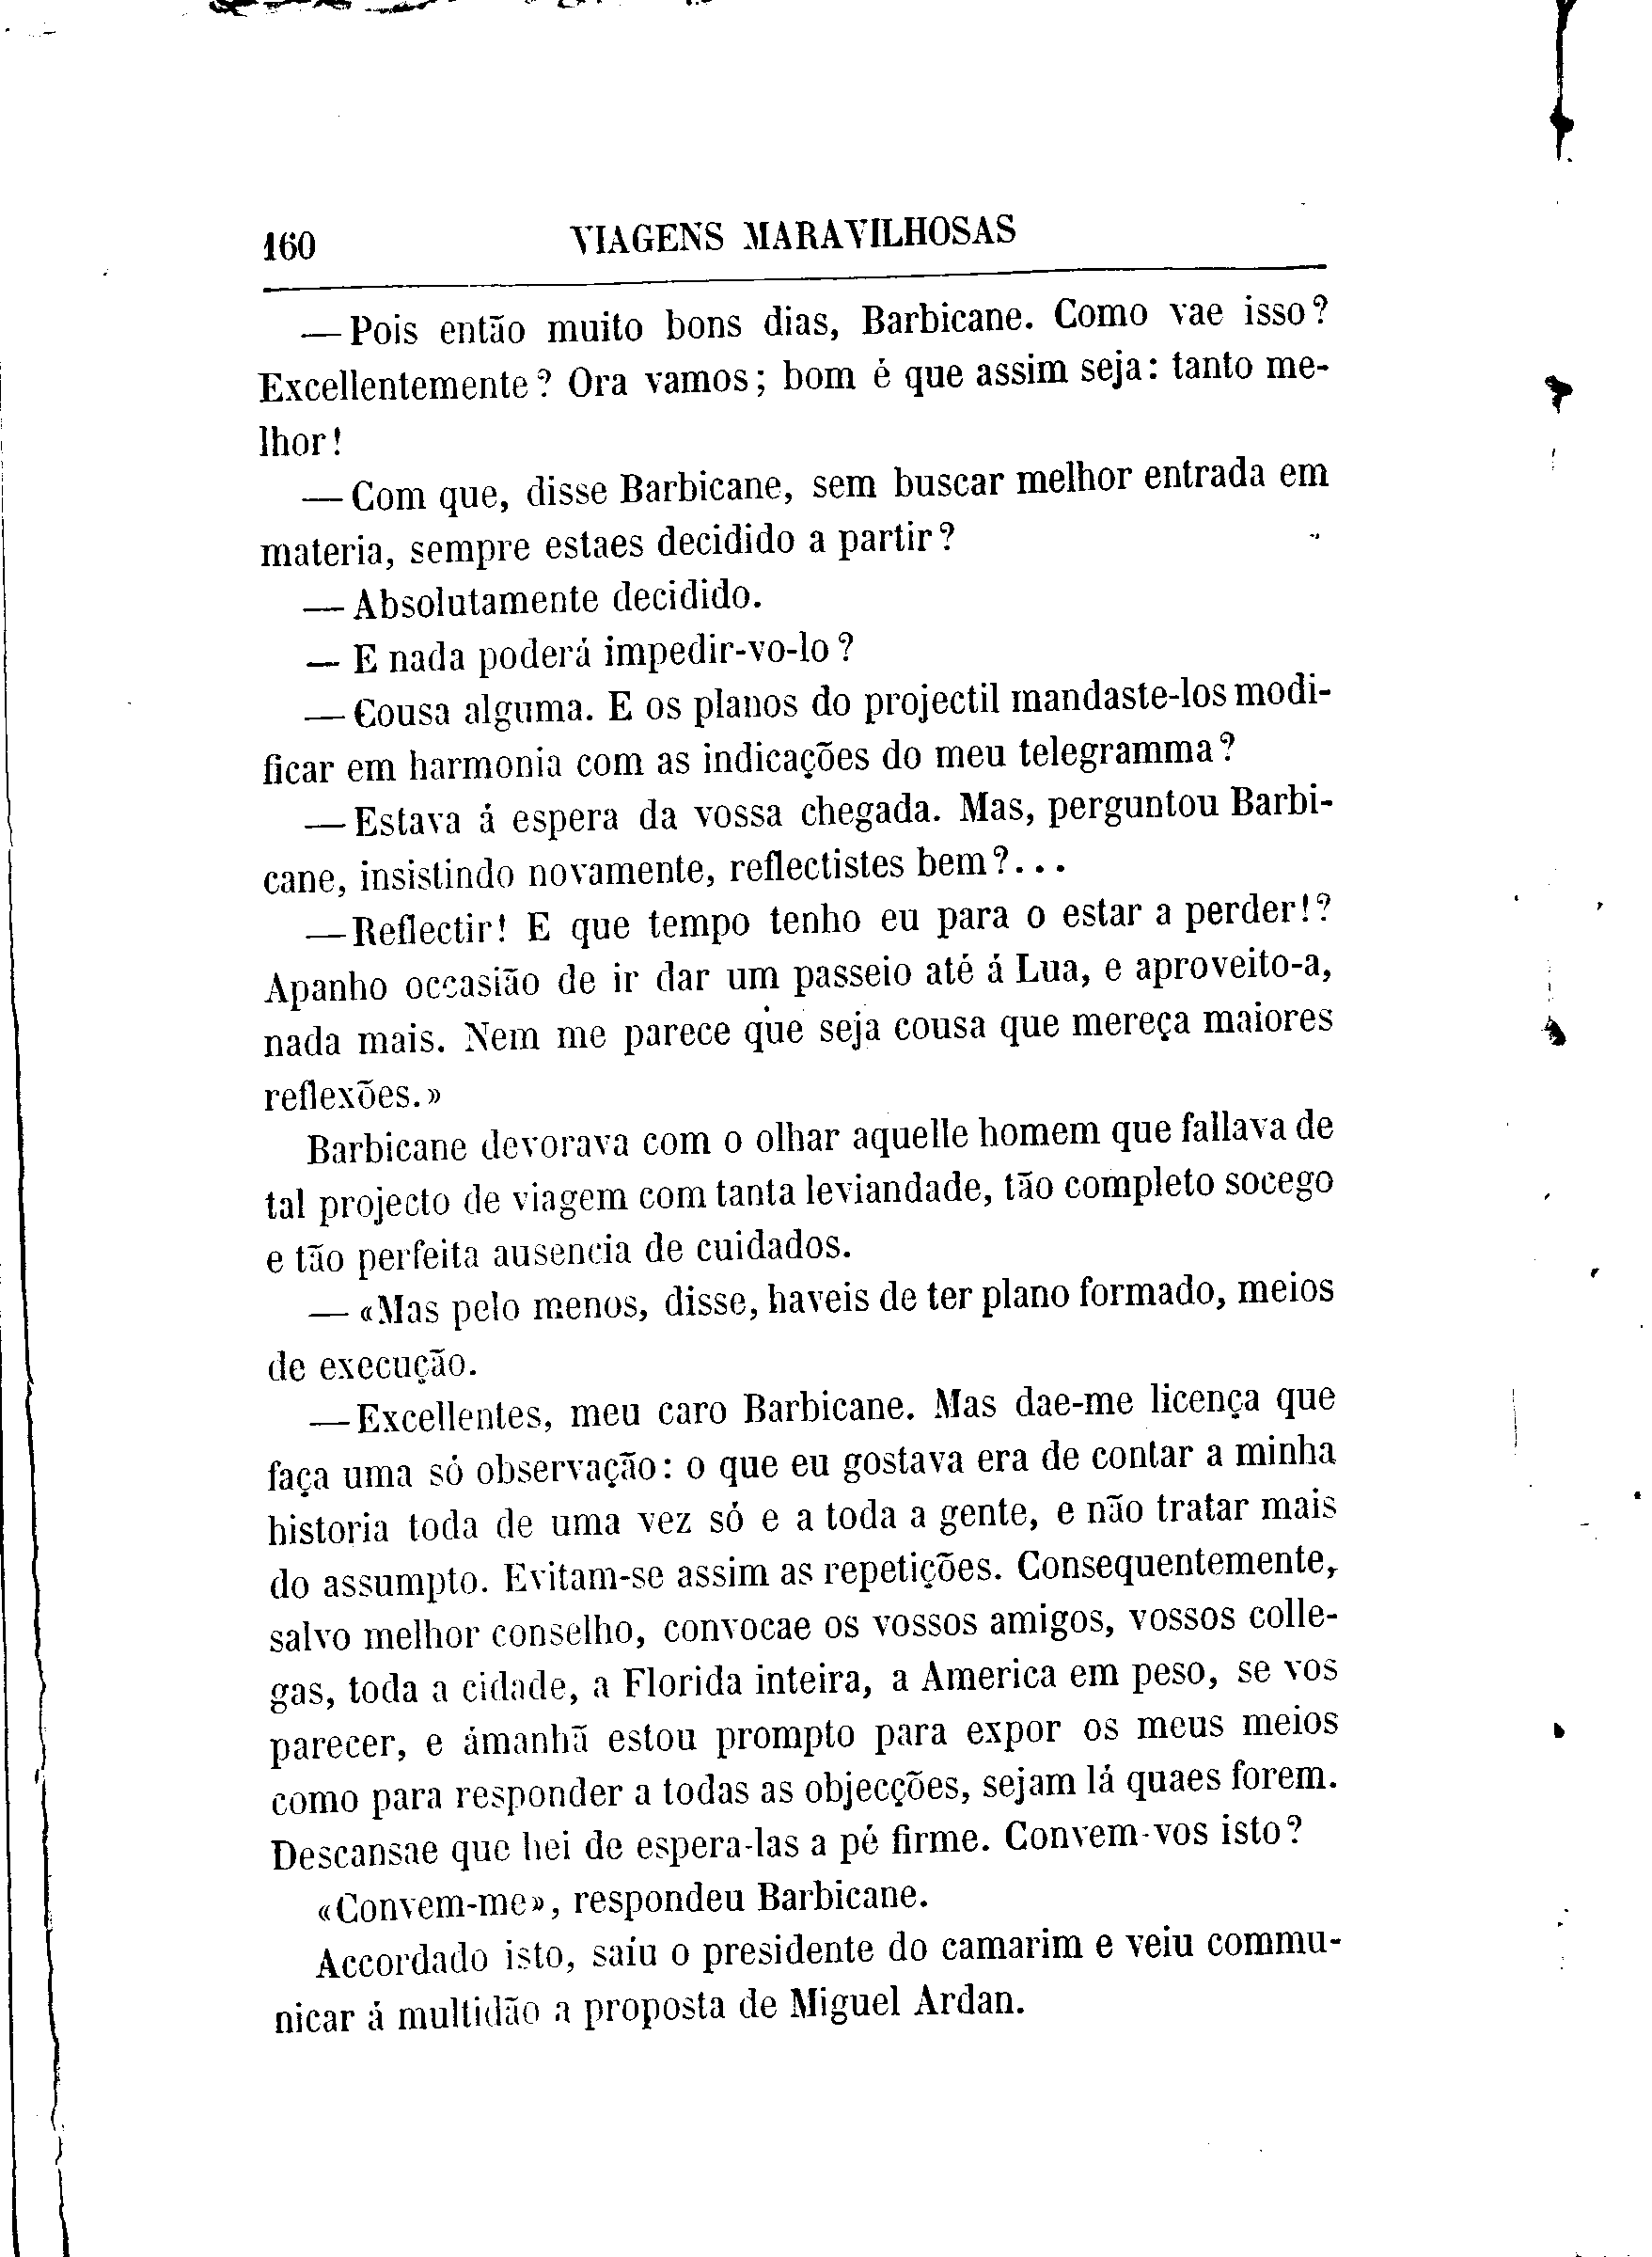 160 VIAGENS MARAVILHOSAS
—Pois então muito bons dias, Barbicane. Como vae isso?
Excellentemente? Ora vamos; bom é que assim seja: tanto me-
lhor!
—Com que, disse Barbicane, sem buscar melhor entrada em
materia, sempre estaes decidido a partir?
—Absolutamente decidido.
—E nada poderá impedir-vo-lo?
—Cousa alguma. E os planos do projectil mandaste-los modi-
ficar em harmonia com as indicações do meu telegramma?
—Estava á espera da vossa chegada. Mas, perguntou Barbi-
cane, insistindo novamente, reflectistes bem?...
—Reflectir! E que tempo tenho eu para o estar a perder!?
Apanho occasião de ir dar um passeio até á Lua, e aproveito-a,
nada mais. Nem me parece que seja cousa que mereça maiores
reflexões.»
Barbicane devorava com o olhar aquelle homem que fallava de
tal projecto de viagem com tanta leviandade, tão completo socego
e tão perfeita ausencia de cuidados.
— «Mas pelo menos, disse, haveis de ter plano formado, meios
de execução.
—Excellentes, meu caro Barbicane. Mas dae-me licença que
faça uma só observação: o que eu gostava era de contar a minha
historia toda de uma vez só e a toda a gente, e não tratar mais
do assumpto. Evitam-se assim as repetições. Consequentemente,
salvo melhor conselho, convocae os vossos amigos, vossos colle-
gas, toda a cidade, a Florida inteira, a America em peso, se vos
parecer, e ámanhã estou prompto para expor os meus meios
como para responder a todas as objecções, sejam lá quaes forem.
Descansae que hei de espera-las a pé firme. Convem-vos isto?
«Convem-me», respondeu Barbicane.
Accordado isto, saíu o presidente do camarim e veiu commu-
nicar á multidão a proposta de Miguel Ardan.